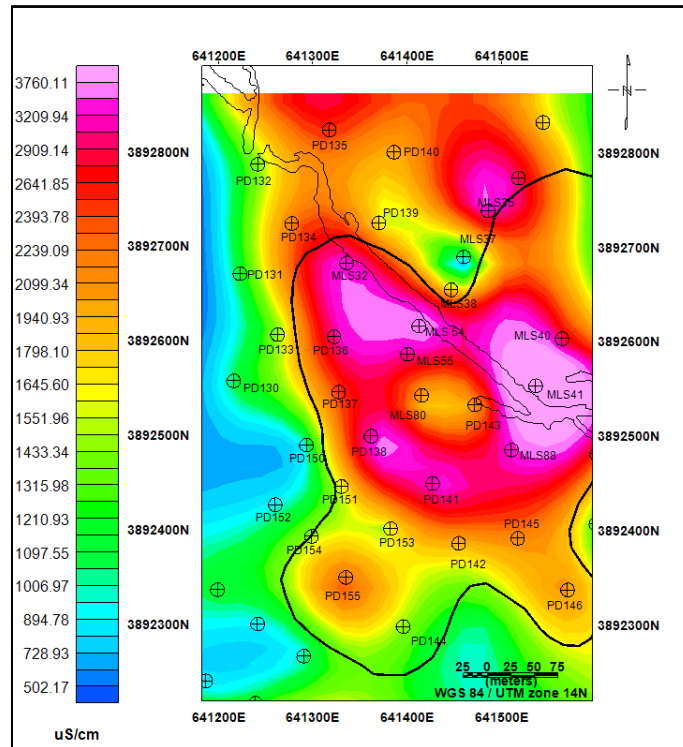 641200E 641300E 641400E 641500E
N
3760.11
3209.94
2909.14
2641.85
2393.78
2239.09
2099.34
1940.93
1798.10
1645.60
1551.96
1433.34
1315.98
1210.93
1097.55
1006.97
894.78
728.93
502.17
uS/cm
3892800N
3892700N
3892600N
3892500N
3892400N
3892300N
PD135
PD140
PD132
MLS35
PD139
PD134
MLS37
PD131
MLS32
MLS38
MLS54
PD133
PD136
MLS40
MLS55
PD130
PD137
MLS80
MLS41
PD143
PD150
PD138
MLS88
PD151
PD141
PD152
PD154
PD153
PD145
PD142
PD155
PD146
PD144
3892800N
3892700N
3892600N
3892500N
3892400N
3892300N
25 0 25 50 75
(meters)
WGS 84 / UTM zone 14N
641200E 641300E 641400E 641500E